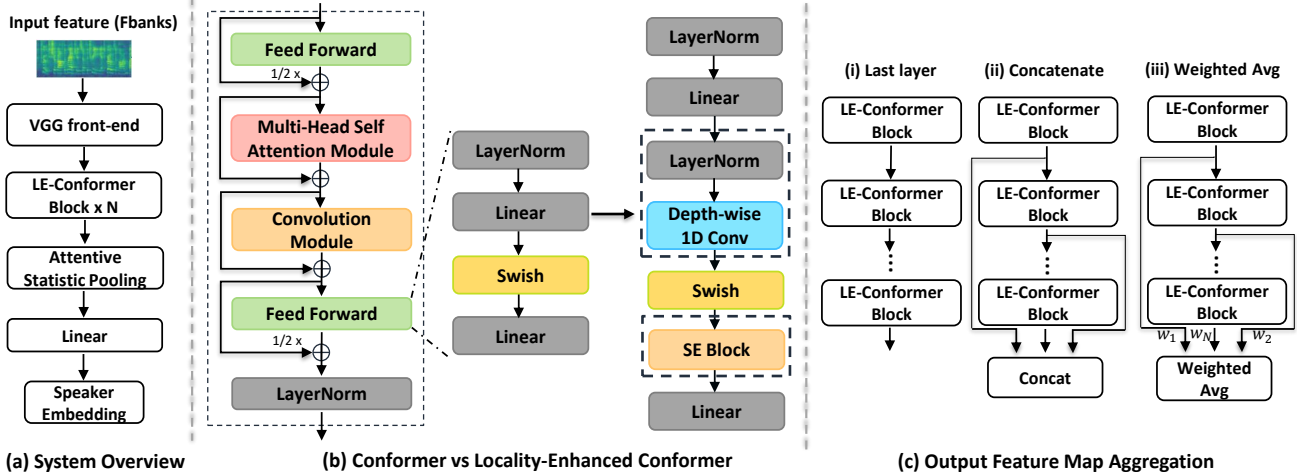 Input feature (Fbanks)
VGG front-end
LE-Conformer
Block x N
Attentive
Statistic Pooling
Linear
Speaker
Embedding
(a) System Overview
Feed Forward
1/2 x
Multi-Head Self
Attention Module
Convolution
Module
Feed Forward
1/2 x
LayerNorm
LayerNorm
Linear
Swish
Linear
LayerNorm
Linear
LayerNorm
Depth-wise
1D Conv
Swish
SE Block
Linear
(b) Conformer vs Locality-Enhanced Conformer
(i) Last layer
LE-Conformer
Block
LE-Conformer
Block
LE-Conformer
Block
(ii) Concatenate
LE-Conformer
Block
LE-Conformer
Block
LE-Conformer
Block
Concat
(iii) Weighted Avg
LE-Conformer
Block
LE-Conformer
Block
LE-Conformer
Block
w1 wN w2
Weighted
Avg
(c) Output Feature Map Aggregation